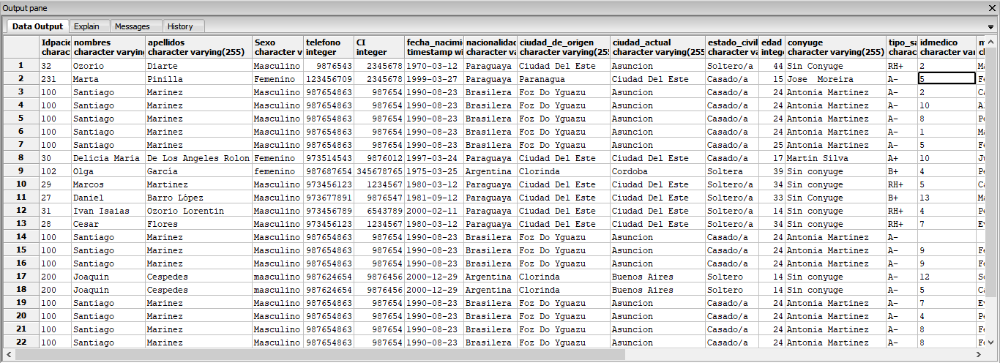 Output pane
Data Output Explain Messages History
Idpacie nombres apellidos Sexo telefono CI fecha_nacimi nacionalidad ciudad_de_origen ciudad_actual estado_civil edad conyuge tipo_sa idmedico m
charac character varying character varying(255) character v integer integer timestamp wi character va character varying(255 character varying(255 character va integ character varying(255) charac character var ch
1 32 Ozorio Diarte Masculino 9876543 2345678 1970-03-12 Paraguaya Ciudad Del Este Asuncion Soltero/a 44 Sin Conyuge RH+ 2 Ma
2 231 Marta Pinilla Femenino 123456709 2345678 1999-03-27 Paraguaya Paranagua Ciudad Del Este Casado/a 15 Jose Moreira A- 5 Fe
3 100 Santiago Marinez Masculino 987654863 987654 1990-08-23 Brasilera Foz Do Yguazu Asuncion Casado/a 24 Antonia Martinez A- 2 Ca
4 100 Santiago Marinez Masculino 987654863 987654 1990-08-23 Brasilera Foz Do Yguazu Asuncion Casado/a 24 Antonia Martinez A- 10 Al
5 100 Santiago Marinez Masculino 987654863 987654 1990-08-23 Brasilera Foz Do Yguazu Asuncion Casado/a 24 Antonia Martinez A- 8 Pe
6 100 Santiago Marinez Masculino 987654863 987654 1990-08-23 Brasilera Foz Do Yguazu Asuncion Casado/a 24 Antonia Martinez A- 1 Ma
7 100 Santiago Marinez Masculino 987654863 987654 1990-08-23 Brasilera Foz Do Yguazu Asuncion Casado/a 25 Antonia Martinez A- 5 Fe
8 30 Delicia Maria De Los Angeles Rolon Femenino 973514543 9876012 1997-03-24 Paraguaya Ciudad Del Este Ciudad Del Este Casado/a 17 Martin Silva A+ 10 Ju
9 102 Olga García femenino 987687654 345678765 1975-03-25 Argentina Clorinda Cordoba Soltera 39 Sin conyuge B+ 4 Pe
10 29 Marcos Martinez Masculino 973456123 1234567 1980-03-12 Paraguaya Ciudad Del Este Ciudad Del Este Soltero/a 34 Sin conyuge RH+ 5 Ca
11 27 Daniel Barro López Masculino 973677891 9876547 1981-09-12 Paraguaya Ciudad Del Este Ciudad Del Este Soltero/a 33 Sin Conyuge B+ 13 Ma
12 31 Ivan Isaias Ozorio Lorentin Masculino 973456789 6543789 2000-02-11 Paraguaya Ciudad Del Este Ciudad Del Este Soltero/a 14 Sin conyuge RH+ 4 Pe
13 28 Cesar Flores Masculino 973456123 1234567 1980-03-12 Paraguaya Ciudad Del Este Ciudad Del Este Soltero/a 34 Sin conyuge RH+ 7 Ev
14 100 Santiago Marinez Masculino 987654863 987654 1990-08-23 Brasilera Foz Do Yguazu Asuncion Casado/a 24 Antonia Martinez A-
15 100 Santiago Marinez Masculino 987654863 987654 1990-08-23 Brasilera Foz Do Yguazu Asuncion Casado/a 24 Antonia Martinez A- 9 Fe
16 100 Santiago Marinez Masculino 987654863 987654 1990-08-23 Brasilera Foz Do Yguazu Asuncion Casado/a 24 Antonia Martinez A- 9 Fe
17 200 Joaquin Cespedes masculino 987624654 9876456 2000-12-29 Argentina Clorinda Buenos Aires Soltero 14 Sin conyuge A- 12 So
18 200 Joaquin Cespedes masculino 987624654 9876456 2000-12-29 Argentina Clorinda Buenos Aires Soltero 14 Sin conyuge A- 5 Ca
19 100 Santiago Marinez Masculino 987654863 987654 1990-08-23 Brasilera Foz Do Yguazu Asuncion Casado/a 24 Antonia Martinez A- 7 Ev
20 100 Santiago Marinez Masculino 987654863 987654 1990-08-23 Brasilera Foz Do Yguazu Asuncion Casado/a 24 Antonia Martinez A- 4 Pe
21 100 Santiago Marinez Masculino 987654863 987654 1990-08-23 Brasilera Foz Do Yguazu Asuncion Casado/a 24 Antonia Martinez A- 8 Fe
22 100 Santiago Marinez Masculino 987654863 987654 1990-08-23 Brasilera Foz Do Yguazu Asuncion Casado/a 24 Antonia Martinez A- 8 Fe